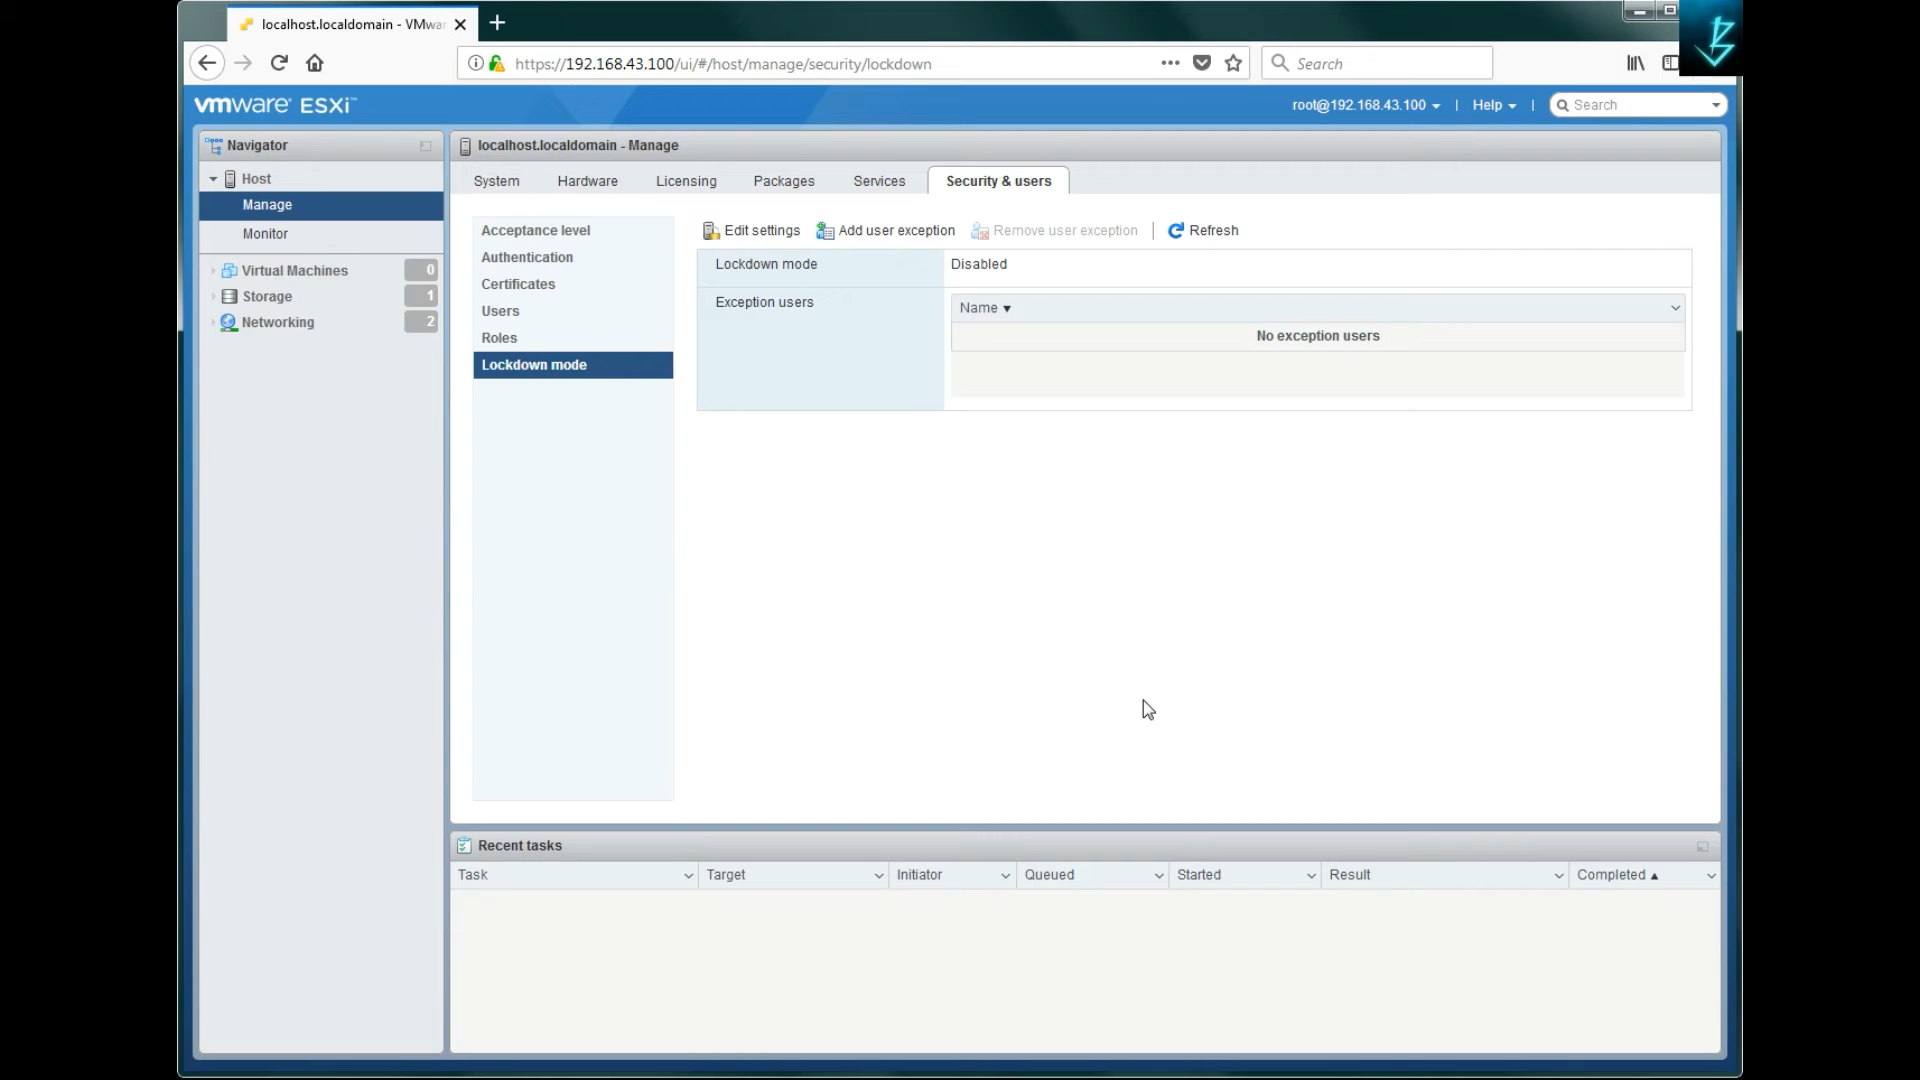 localhost.localdomain - VMwar
https://192.168.43.100/ui/#/host/manage/security/lockdown
Search
vmware ESXi™
root@192.168.43.100
|
Help
|
Search
Navigator
Host
Manage
Monitor
Virtual Machines 0
Storage 1
Networking 2
localhost.localdomain - Manage
System Hardware Licensing Packages Services Security & users
Acceptance level
Authentication
Certificates
Users
Roles
Lockdown mode
Edit settings Add user exception Remove user exception | Refresh
Lockdown mode Disabled
Exception users
Name
No exception users
Recent tasks
Task Target Initiator Queued Started Result Completed